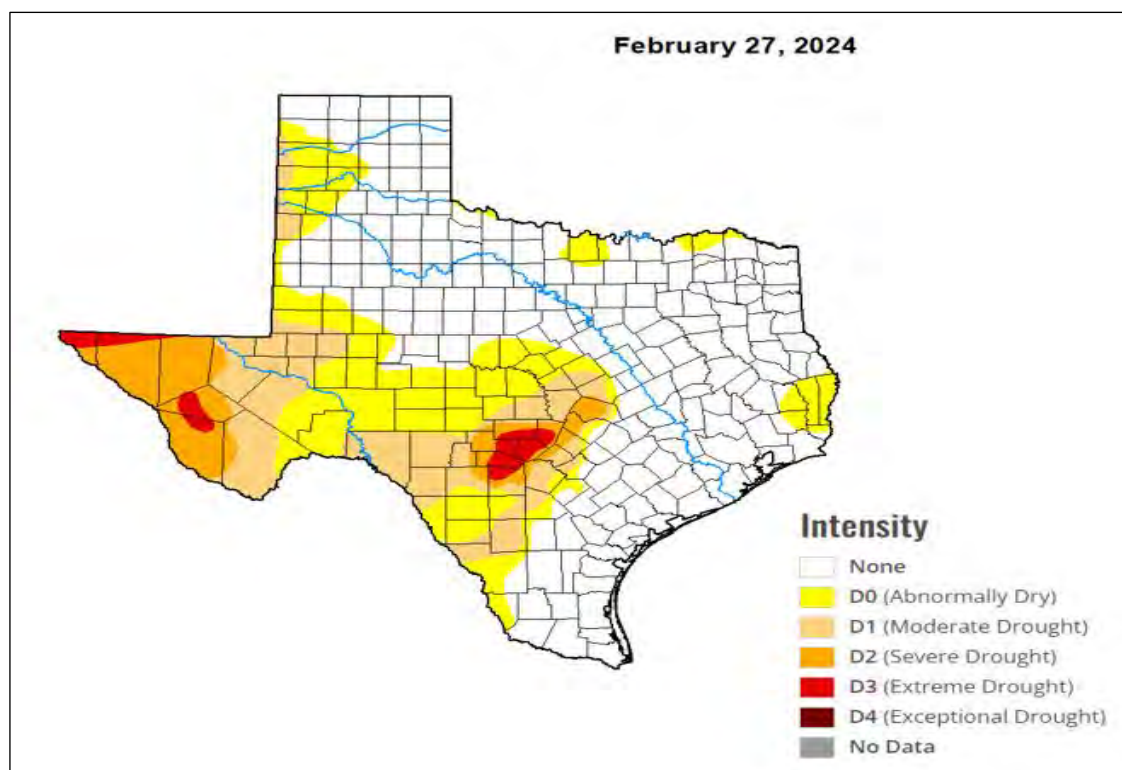 February 27, 2024
Intensity
None
D0 (Abnormally Dry)
D1 (Moderate Drought)
D2 (Severe Drought)
D3 (Extreme Drought)
D4 (Exceptional Drought)
No Data